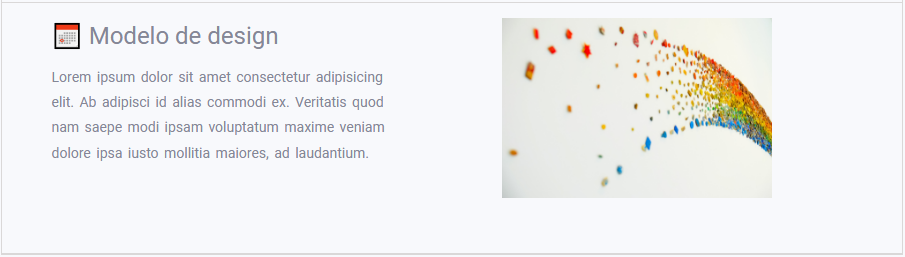 Modelo de design
Lorem ipsum dolor sit amet consectetur adipisicing
elit. Ab adipisci id alias commodi ex. Veritatis quod
nam saepe modi ipsam voluptatum maxime veniam
dolore ipsa iusto mollitia maiores, ad laudantium.